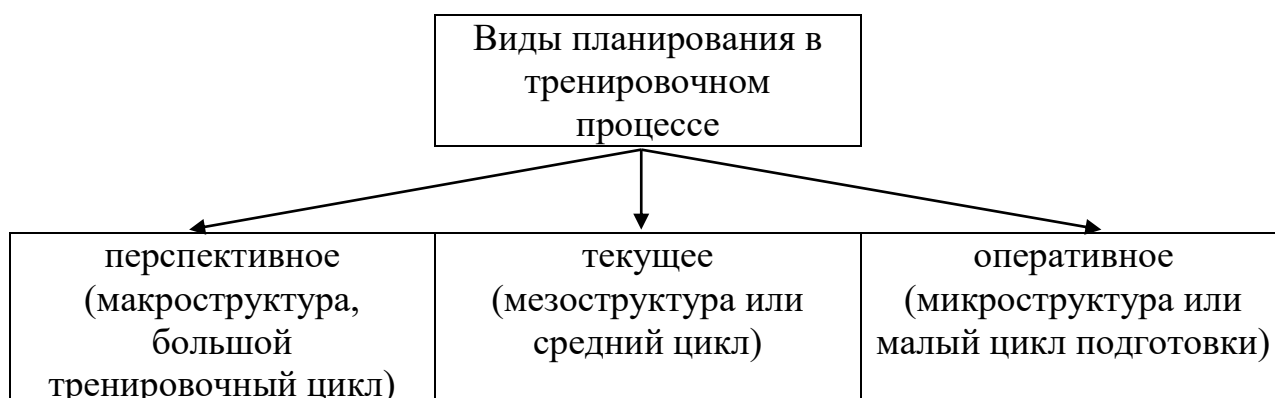 Виды планирования в
тренировочном
процессе
перспективное
(макроструктура,
большой
тренировочный цикл)
текущее
(мезоструктура или
средний цикл)
оперативное
(микроструктура или
малый цикл подготовки)